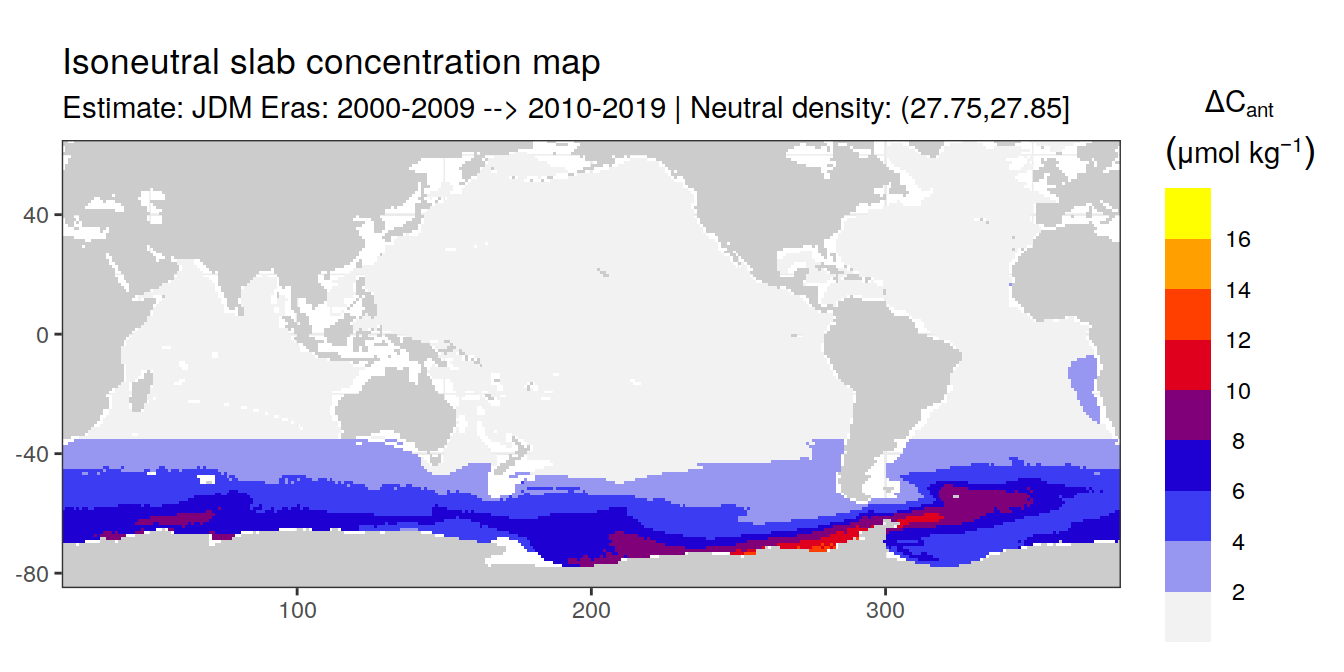 Isoneutral slab concentration map
Estimate: JDM Eras: 2000-2009 --> 2010-2019 | Neutral density: (27.75,27.85]
ΔCant
(μmol kg⁻¹)
16
14
12
10
8
6
4
2
40
0
-40
-80
100 200 300